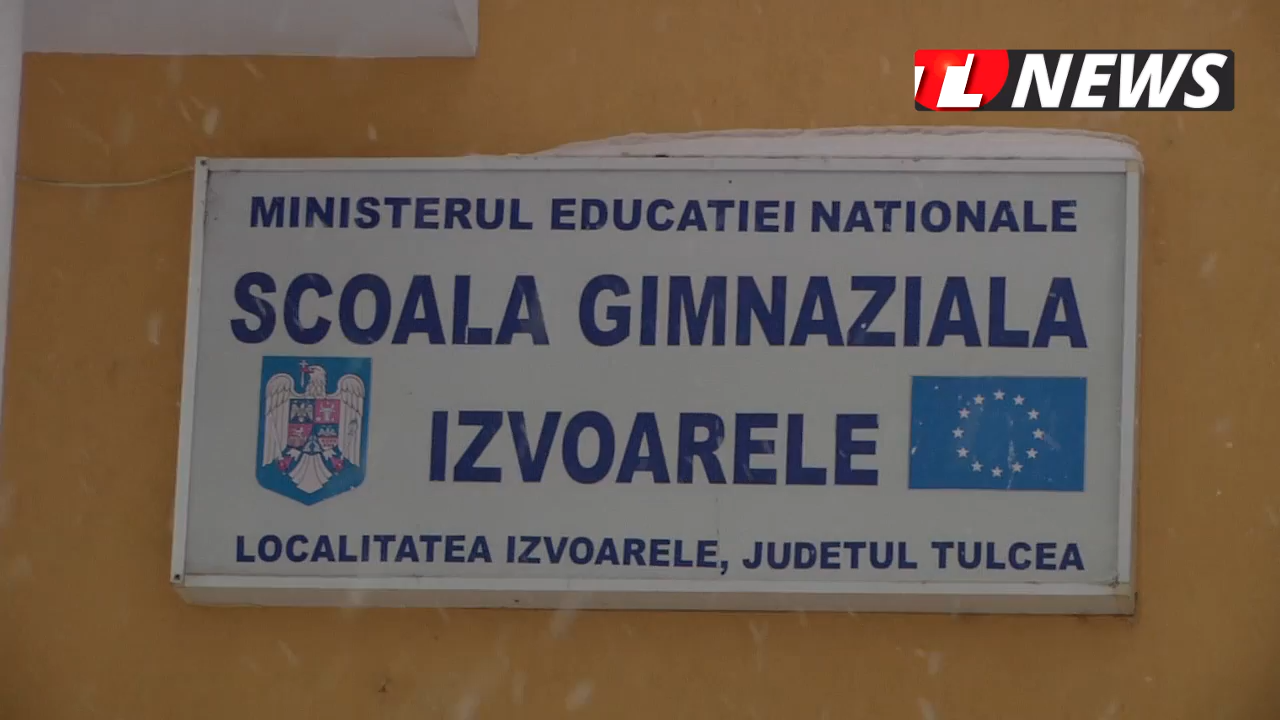 TL NEWS
MINISTERUL EDUCATIEI NATIONALE
SCOALA GIMNAZIALA
IZVOARELE
LOCALITATEA IZVOARELE, JUDETUL TULCEA